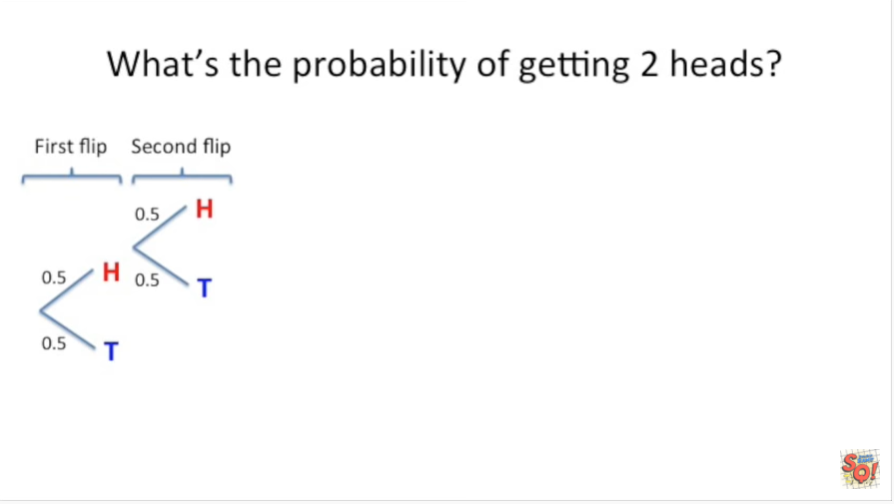 What's the probability of getting 2 heads?
First flip Second flip
0.5 H
0.5 H 0.5 T
0.5 T
SO!